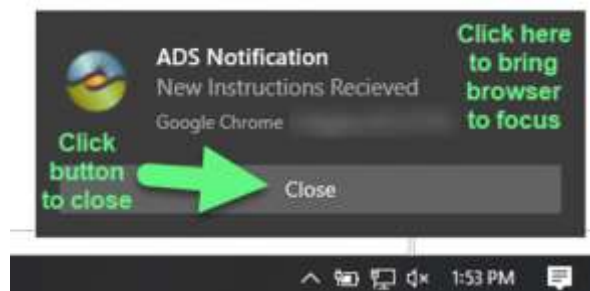 ADS Notification
New Instructions Recieved
Google Chrome
Click here
to bring
browser
to focus
Click
button
to close
Close
1:53 PM